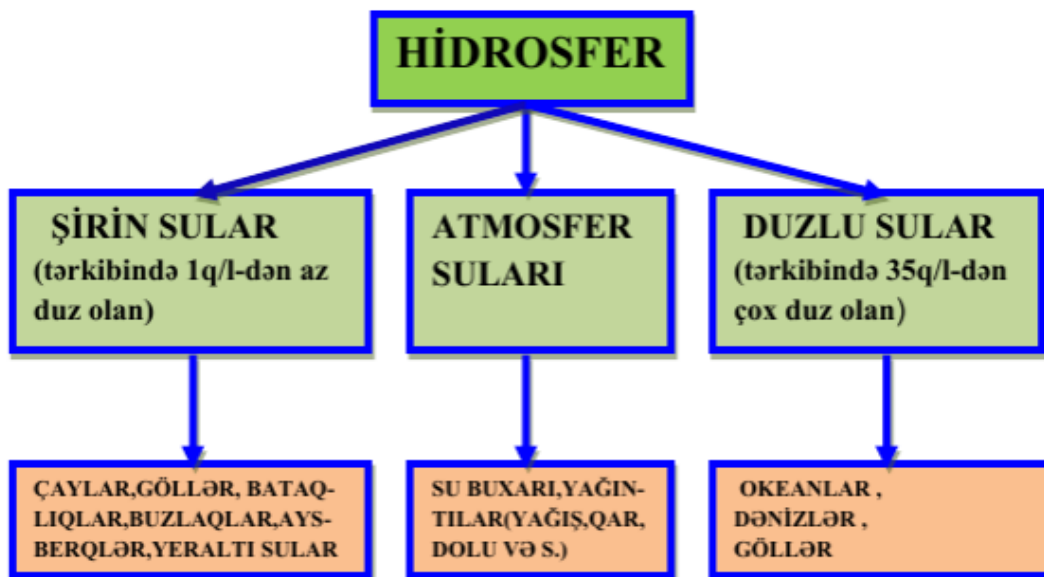 HİDROSFER
ŞİRİN SULAR
(tərkibində 1q/l-dən az
duz olan)
ATMOSFER
SULARI
DUZLU SULAR
(tərkibində 35q/l-dən
çox duz olan)
ÇAYLAR,GÖLLƏR, BATAQ-
LIQLAR,BUZLAQLAR,AYS-
BERQLƏR,YERALTI SULAR
SU BUXARI,YAĞIN-
TILAR(YAĞIŞ,QAR,
DOLU VƏ S.)
OKEANLAR ,
DƏNİZLƏR ,
GÖLLƏR